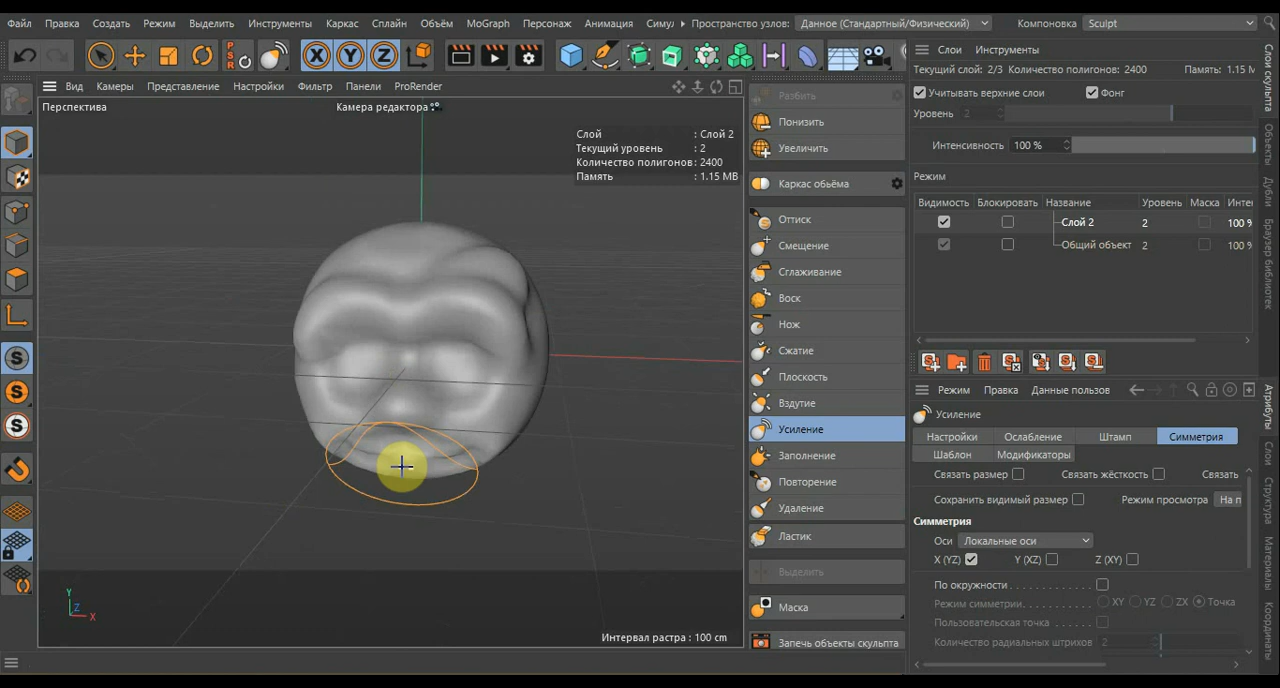 Файл Правка Создать Режим Выделить Инструменты Каркас Сплайн Объём MoGraph Персонаж Анимация Симу Пространство узлов: Данное (Стандартный/Физический) Компоновка Sculpt
PSR X Y Z
Слои Инструменты
Текущий слой: 2/3 Количество полигонов: 2400 Память: 1.15 M
Вид Камеры Представление Настройки Фильтр Панели ProRender
Учитывать верхние слои Фонг
Перспектива Камера редактора
Уровень 2
Слой : Слой 2
Текущий уровень : 2
Количество полигонов: 2400
Память : 1.15 MB
Интенсивность 100 %
Режим
Видимость Блокировать Название Уровень Маска Инте
Слой 2 2 100 %
Общий объект 2 100 %
Разбить
Понизить
Увеличить
Каркас обьёма
Оттиск
Смещение
Сглаживание
Воск
Нож
Сжатие
Плоскость
Вздутие
Усиление
Заполнение
Повторение
Удаление
Ластик
Выделить
Маска
Запечь объекты скульпта
Режим Правка Данные пользов
Усиление
Настройки Ослабление Штамп Симметрия
Шаблон Модификаторы
Связать размер Связать жёсткость Связать
Сохранить видимый размер Режим просмотра На п
Симметрия
Оси Локальные оси
X (YZ) Y (XZ) Z (XY)
По окружности
Режим симметрии XY YZ ZX Точка
Пользовательская точка
Количество радиальных штрихов 2
Слои скульпта
Объекты
Дубли
Браузер библиотек
Атрибуты
Слои
Структура
Материалы
Координаты
S
S
S
Y
Z
X
Интервал растра : 100 cm